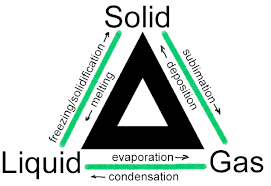 Solid
freezing/solidification
melting
sublimation
deposition
Liquid
evaporation
Gas
condensation